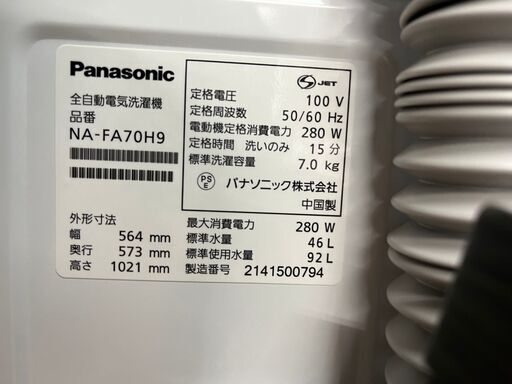 Panasonic
全自動電気洗濯機
品番
NA-FA70H9
外形寸法
幅 564 mm
奥行 573 mm
高さ 1021 mm
S JET
定格電圧 100 V
定格周波数 50/60 Hz
電動機定格消費電力 280 W
定格時間 洗いのみ 15 分
標準洗濯容量 7.0 kg
PSE パナソニック株式会社
中国製
最大消費電力 280 W
標準水量 46 L
標準使用水量 92 L
製造番号 2141500794